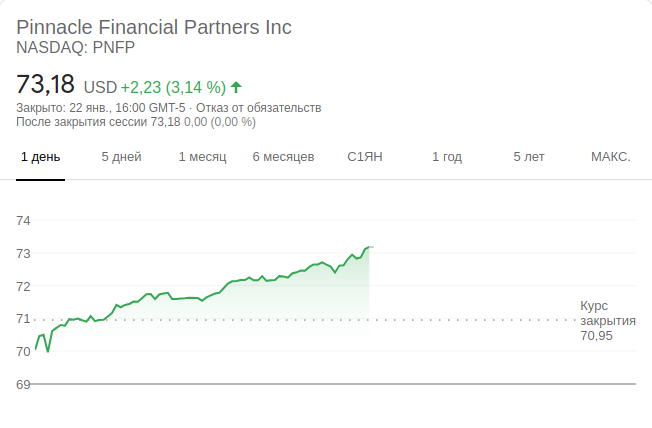 Pinnacle Financial Partners Inc
NASDAQ: PNFP
73,18 USD +2,23 (3,14 %)
Закрыто: 22 янв., 16:00 GMT-5 · Отказ от обязательств
После закрытия сессии 73,18 0,00 (0,00 %)
1 день 5 дней 1 месяц 6 месяцев С1ЯН 1 год 5 лет МАКС.
74
73
72
71
70
69
Курс
закрытия
70,95